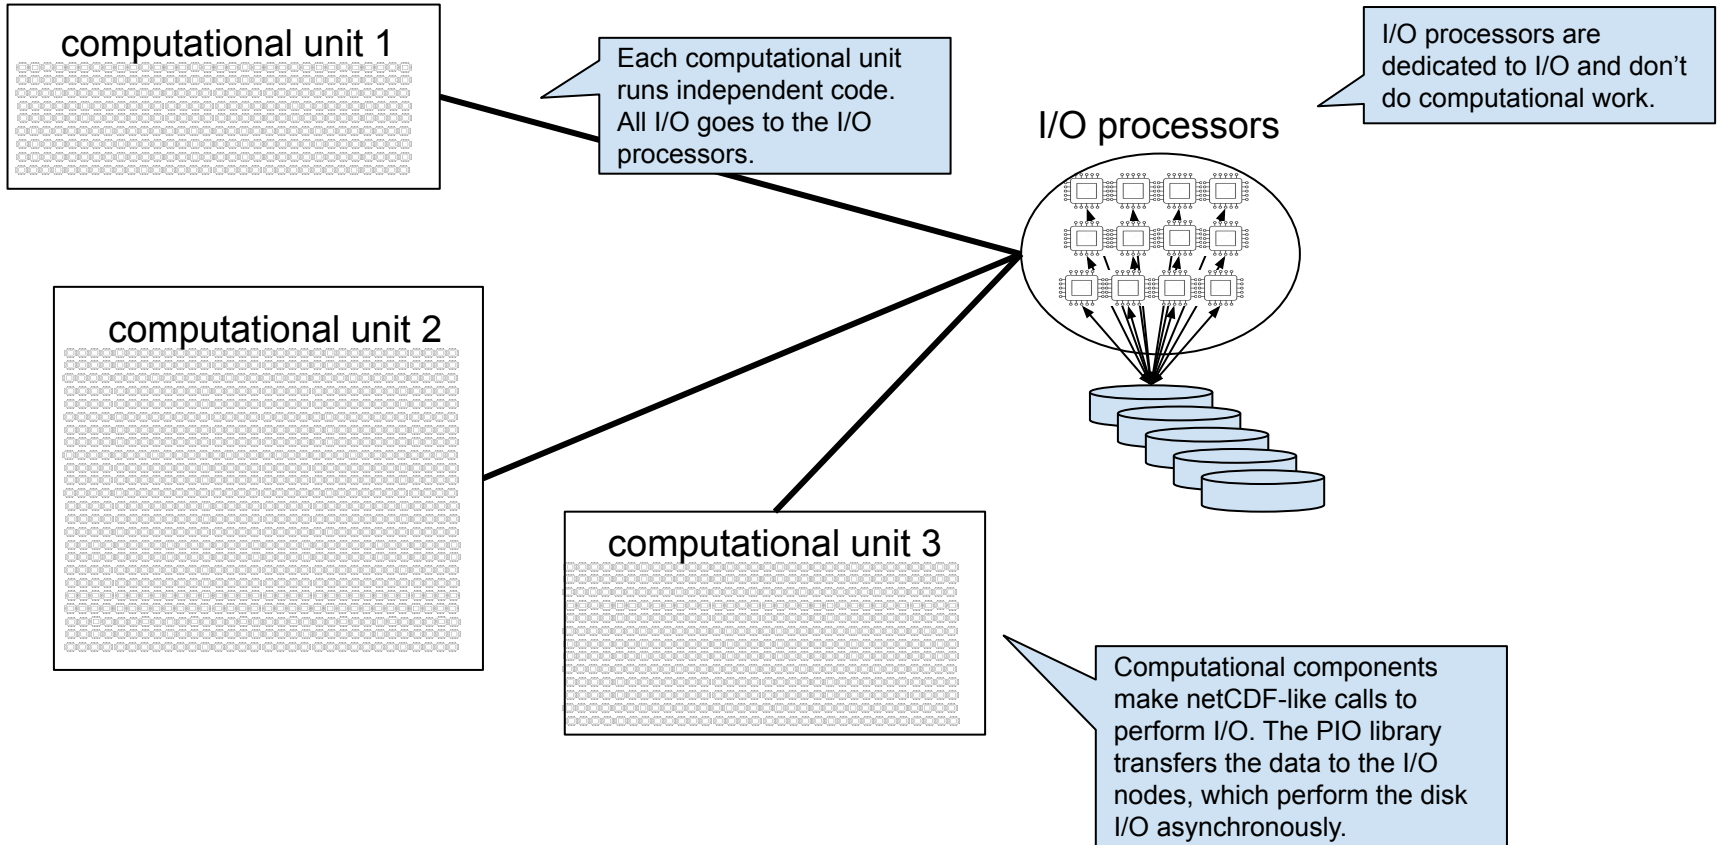 computational unit 1
Each computational unit
runs independent code.
All I/O goes to the I/O
processors.
I/O processors are
dedicated to I/O and don’t
do computational work.
I/O processors
computational unit 2
computational unit 3
Computational components
make netCDF-like calls to
perform I/O. The PIO library
transfers the data to the I/O
nodes, which perform the disk
I/O asynchronously.